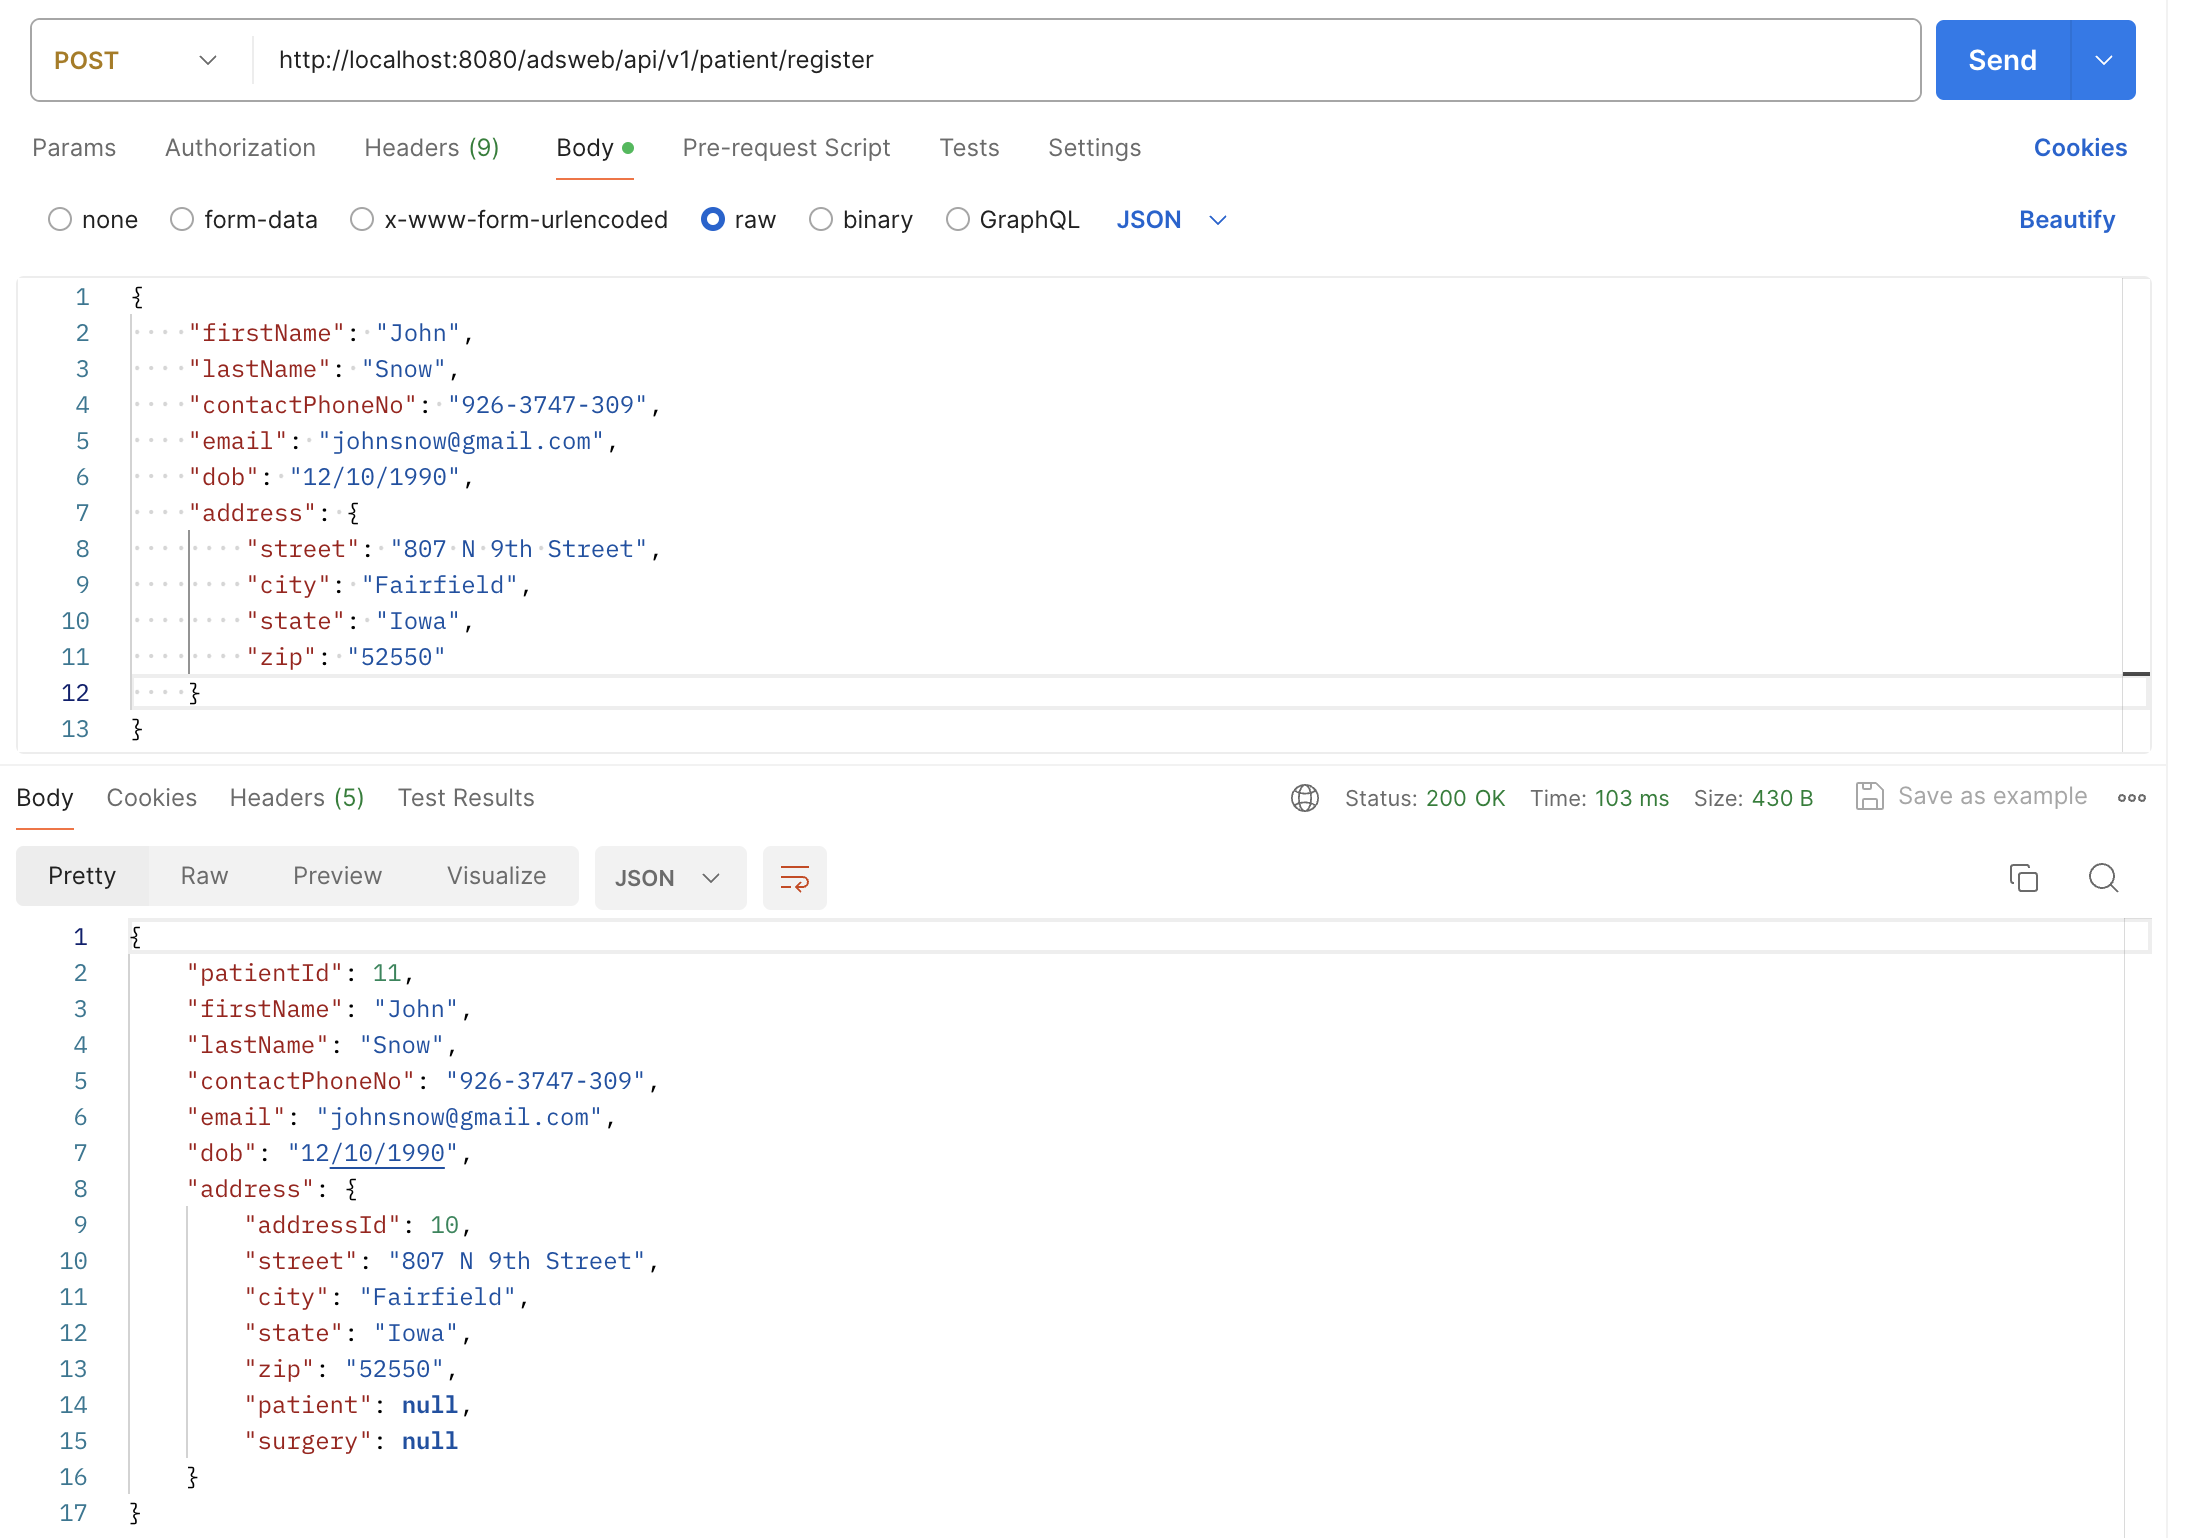 POST http://localhost:8080/adsweb/api/v1/patient/register Send
Params Authorization Headers (9) Body Pre-request Script Tests Settings Cookies
none form-data x-www-form-urlencoded raw binary GraphQL JSON Beautify
1 {
2 "firstName": "John",
3 "lastName": "Snow",
4 "contactPhoneNo": "926-3747-309",
5 "email": "johnsnow@gmail.com",
6 "dob": "12/10/1990",
7 "address": {
8 "street": "807 N 9th Street",
9 "city": "Fairfield",
10 "state": "Iowa",
11 "zip": "52550"
12 }
13 }
Body Cookies Headers (5) Test Results Status: 200 OK Time: 103 ms Size: 430 B Save as example
Pretty Raw Preview Visualize JSON
1 {
2 "patientId": 11,
3 "firstName": "John",
4 "lastName": "Snow",
5 "contactPhoneNo": "926-3747-309",
6 "email": "johnsnow@gmail.com",
7 "dob": "12/10/1990",
8 "address": {
9 "addressId": 10,
10 "street": "807 N 9th Street",
11 "city": "Fairfield",
12 "state": "Iowa",
13 "zip": "52550",
14 "patient": null,
15 "surgery": null
16 }
17 }